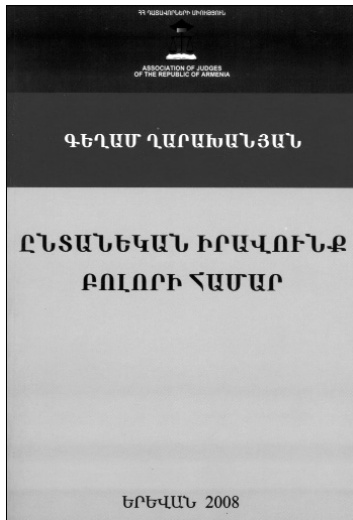 ՀՀ ԴԱՏԱՎՈՐՆԵՐԻ ՄԻՈՒԹՅՈՒՆ
ASSOCIATION OF JUDGES
OF THE REPUBLIC OF ARMENIA
ԳԵՂԱՄ ՂԱՐԱԽԱՆՅԱՆ
ԸՆՏԱՆԵԿԱՆ ԻՐԱՎՈՒՆՔ
ԲՈԼՈՐԻ ՀԱՄԱՐ
ԵՐԵՎԱՆ 2008